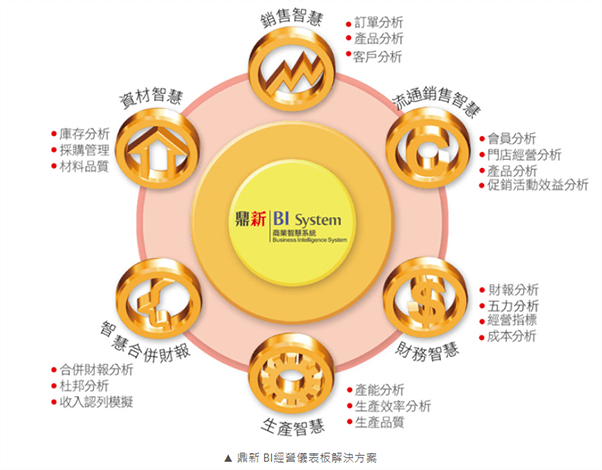 銷售智慧
訂單分析
產品分析
客戶分析
流通銷售智慧
會員分析
門店經營分析
產品分析
促銷活動效益分析
財務智慧
財報分析
五力分析
經營指標
成本分析
生產智慧
產能分析
生產效率分析
生產品質
智慧合併財報
合併財報分析
杜邦分析
收入認列模擬
資材智慧
庫存分析
採購管理
材料品質
鼎新 BI System
商業智慧系統
Business Intelligence System
▲ 鼎新 BI經營儀表板解決方案